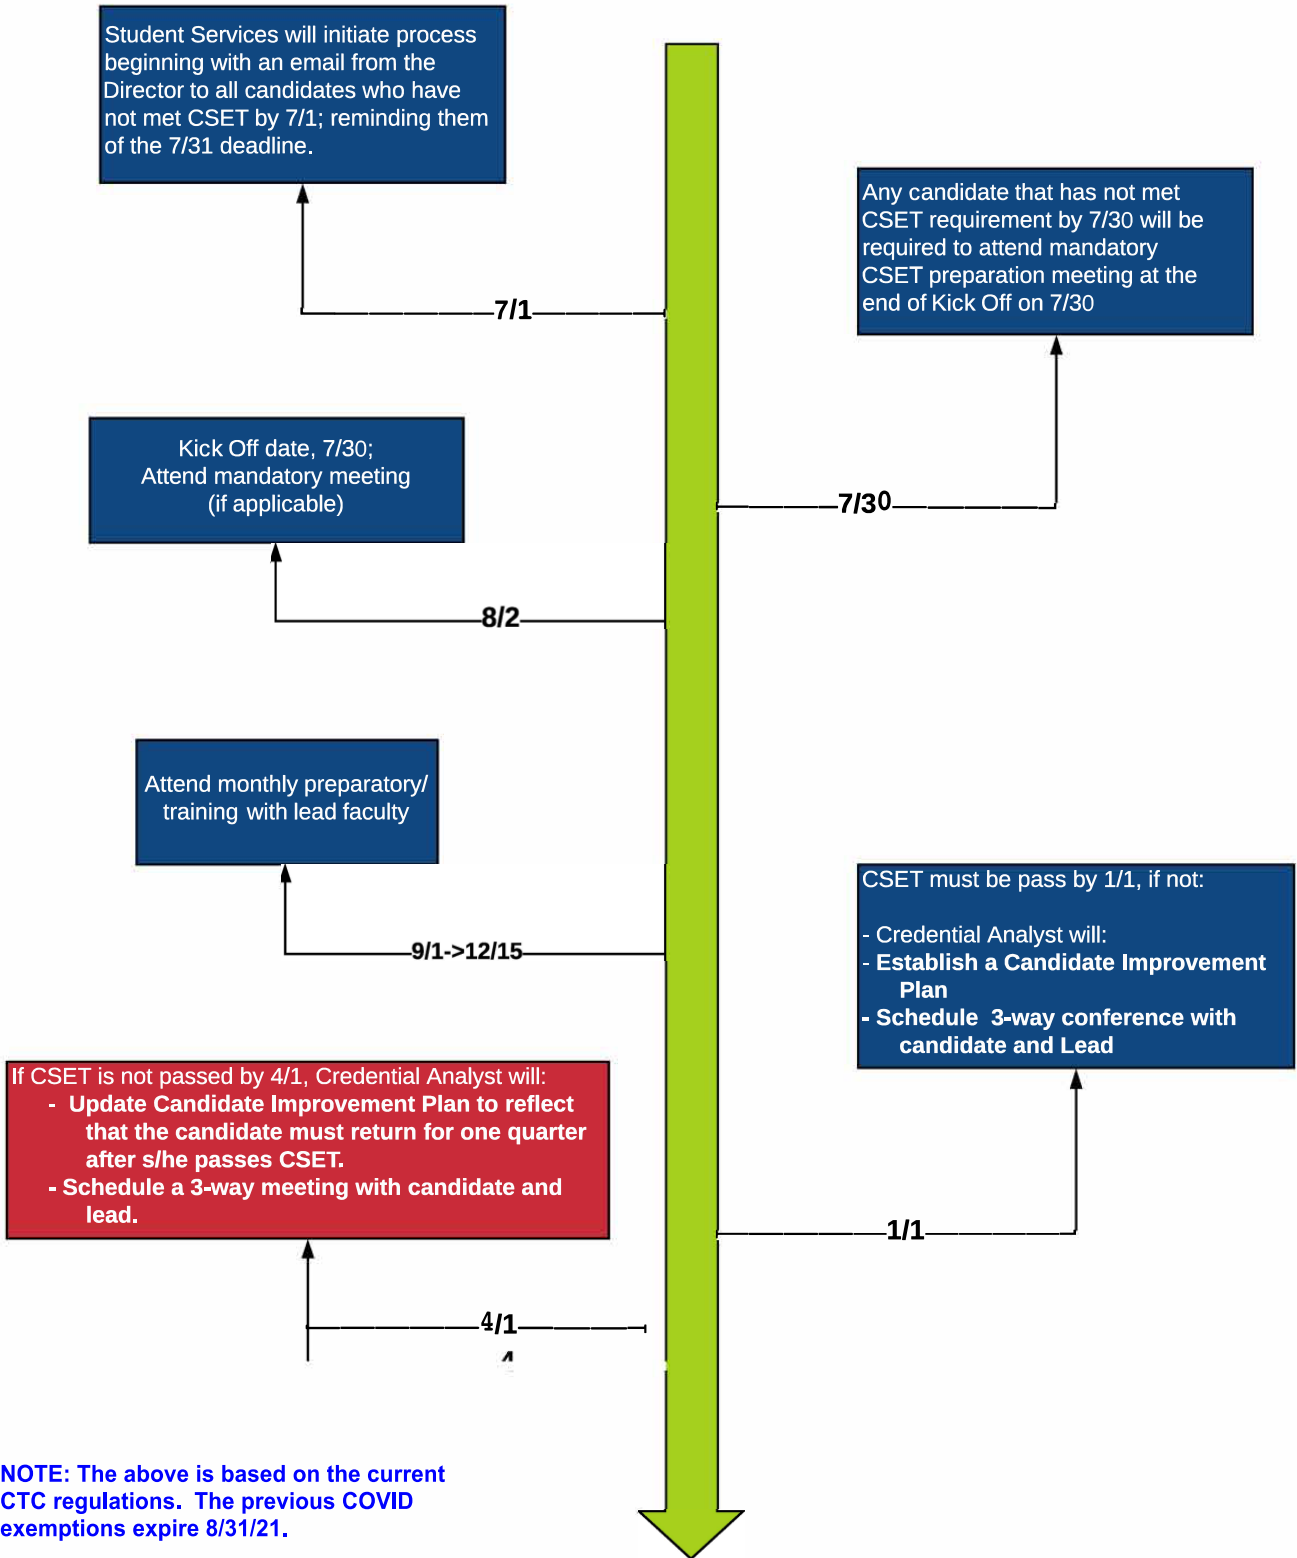 Student Services will initiate process
beginning with an email from the
Director to all candidates who have
not met CSET by 7/1; reminding them
of the 7/31 deadline.
7/1
Any candidate that has not met
CSET requirement by 7/30 will be
required to attend mandatory
CSET preparation meeting at the
end of Kick Off on 7/30
7/30
Kick Off date, 7/30;
Attend mandatory meeting
(if applicable)
8/2
Attend monthly preparatory/
training with lead faculty
9/1->12/15
CSET must be pass by 1/1, if not:
- Credential Analyst will:
- Establish a Candidate Improvement
Plan
- Schedule 3-way conference with
candidate and Lead
1/1
If CSET is not passed by 4/1, Credential Analyst will:
- Update Candidate Improvement Plan to reflect
that the candidate must return for one quarter
after s/he passes CSET.
- Schedule a 3-way meeting with candidate and
lead.
4/1
NOTE: The above is based on the current
CTC regulations. The previous COVID
exemptions expire 8/31/21.